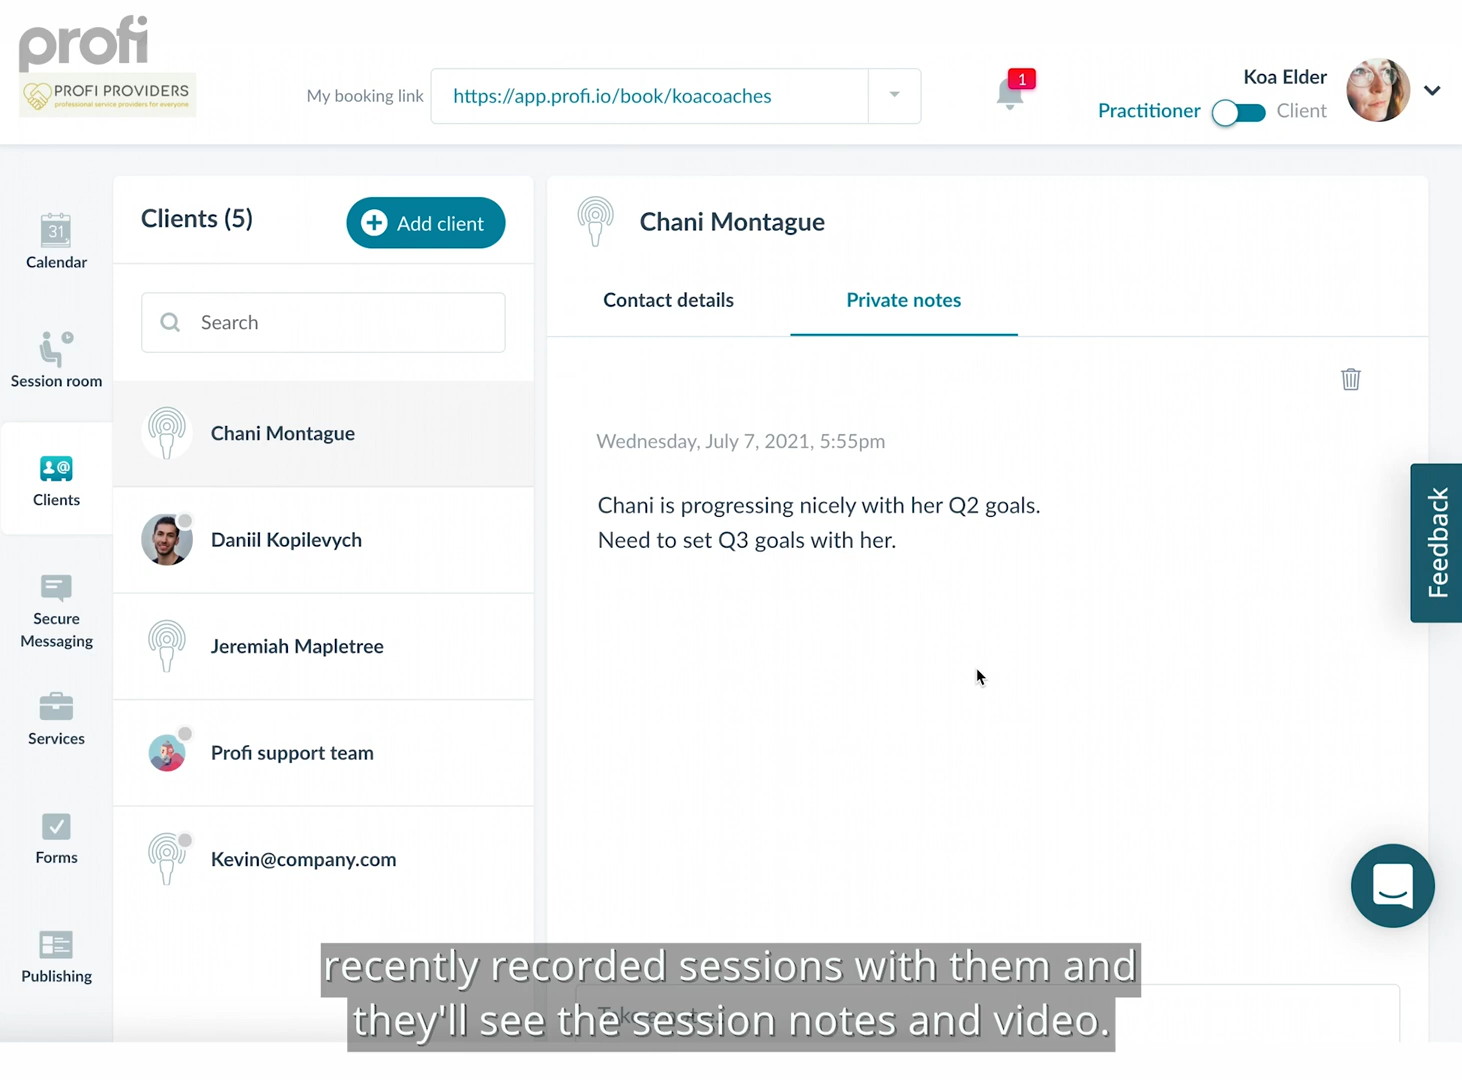 profi
PROFI PROVIDERS
professional service providers for everyone
My booking link
https://app.profi.io/book/koacoaches
1
Koa Elder
Practitioner
Client
31
Calendar
Session room
Clients
Secure
Messaging
Services
Forms
Publishing
Clients (5)
Add client
Search
Chani Montague
Daniil Kopilevych
Jeremiah Mapletree
Profi support team
Kevin@company.com
Chani Montague
Contact details
Private notes
Wednesday, July 7, 2021, 5:55pm
Chani is progressing nicely with her Q2 goals.
Need to set Q3 goals with her.
Feedback
recently recorded sessions with them and
they'll see the session notes and video.